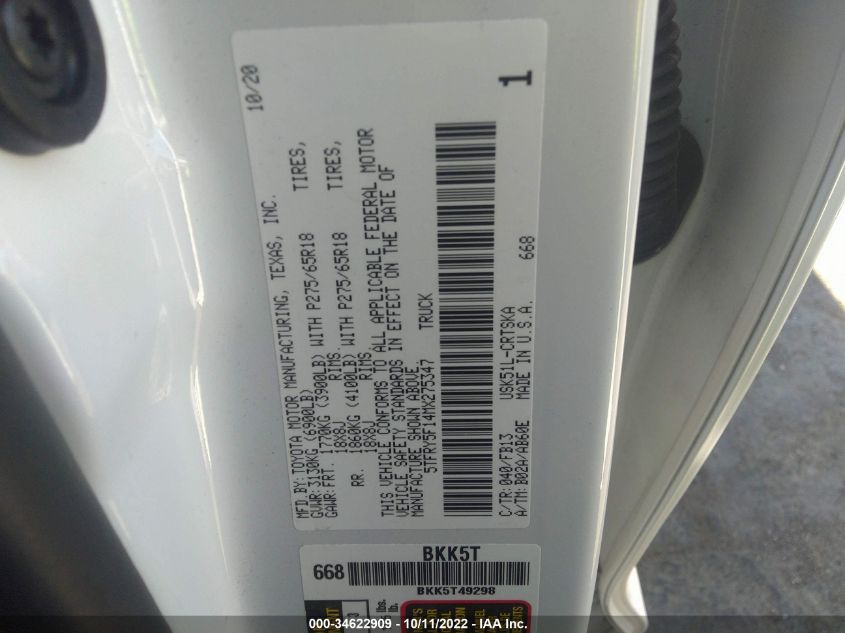 MFD.BY:TOYOTA MOTOR MANUFACTURING, TEXAS, INC. 10/20
GVWR:3130KG (6900LB)
GAWR:FRT. 1770KG (3900LB) WITH P275/65R18 TIRES,
18X8J RIMS.
RR. 1860KG (4100LB) WITH P275/65R18 TIRES,
18X8J RIMS
THIS VEHICLE CONFORMS TO ALL APPLICABLE FEDERAL MOTOR
VEHICLE SAFETY STANDARDS IN EFFECT ON THE DATE OF
MANUFACTURE SHOWN ABOVE.
5TFRY5F14MX275347 TRUCK
1
C/TR:040/FB13 USK51L-CRTSKA
A/TM:B02A/AB60E MADE IN U.S.A. 668
BKK5T
668
BKK5T49298
lbs.
lb.
000-34622909 - 10/11/2022 - IAA Inc.